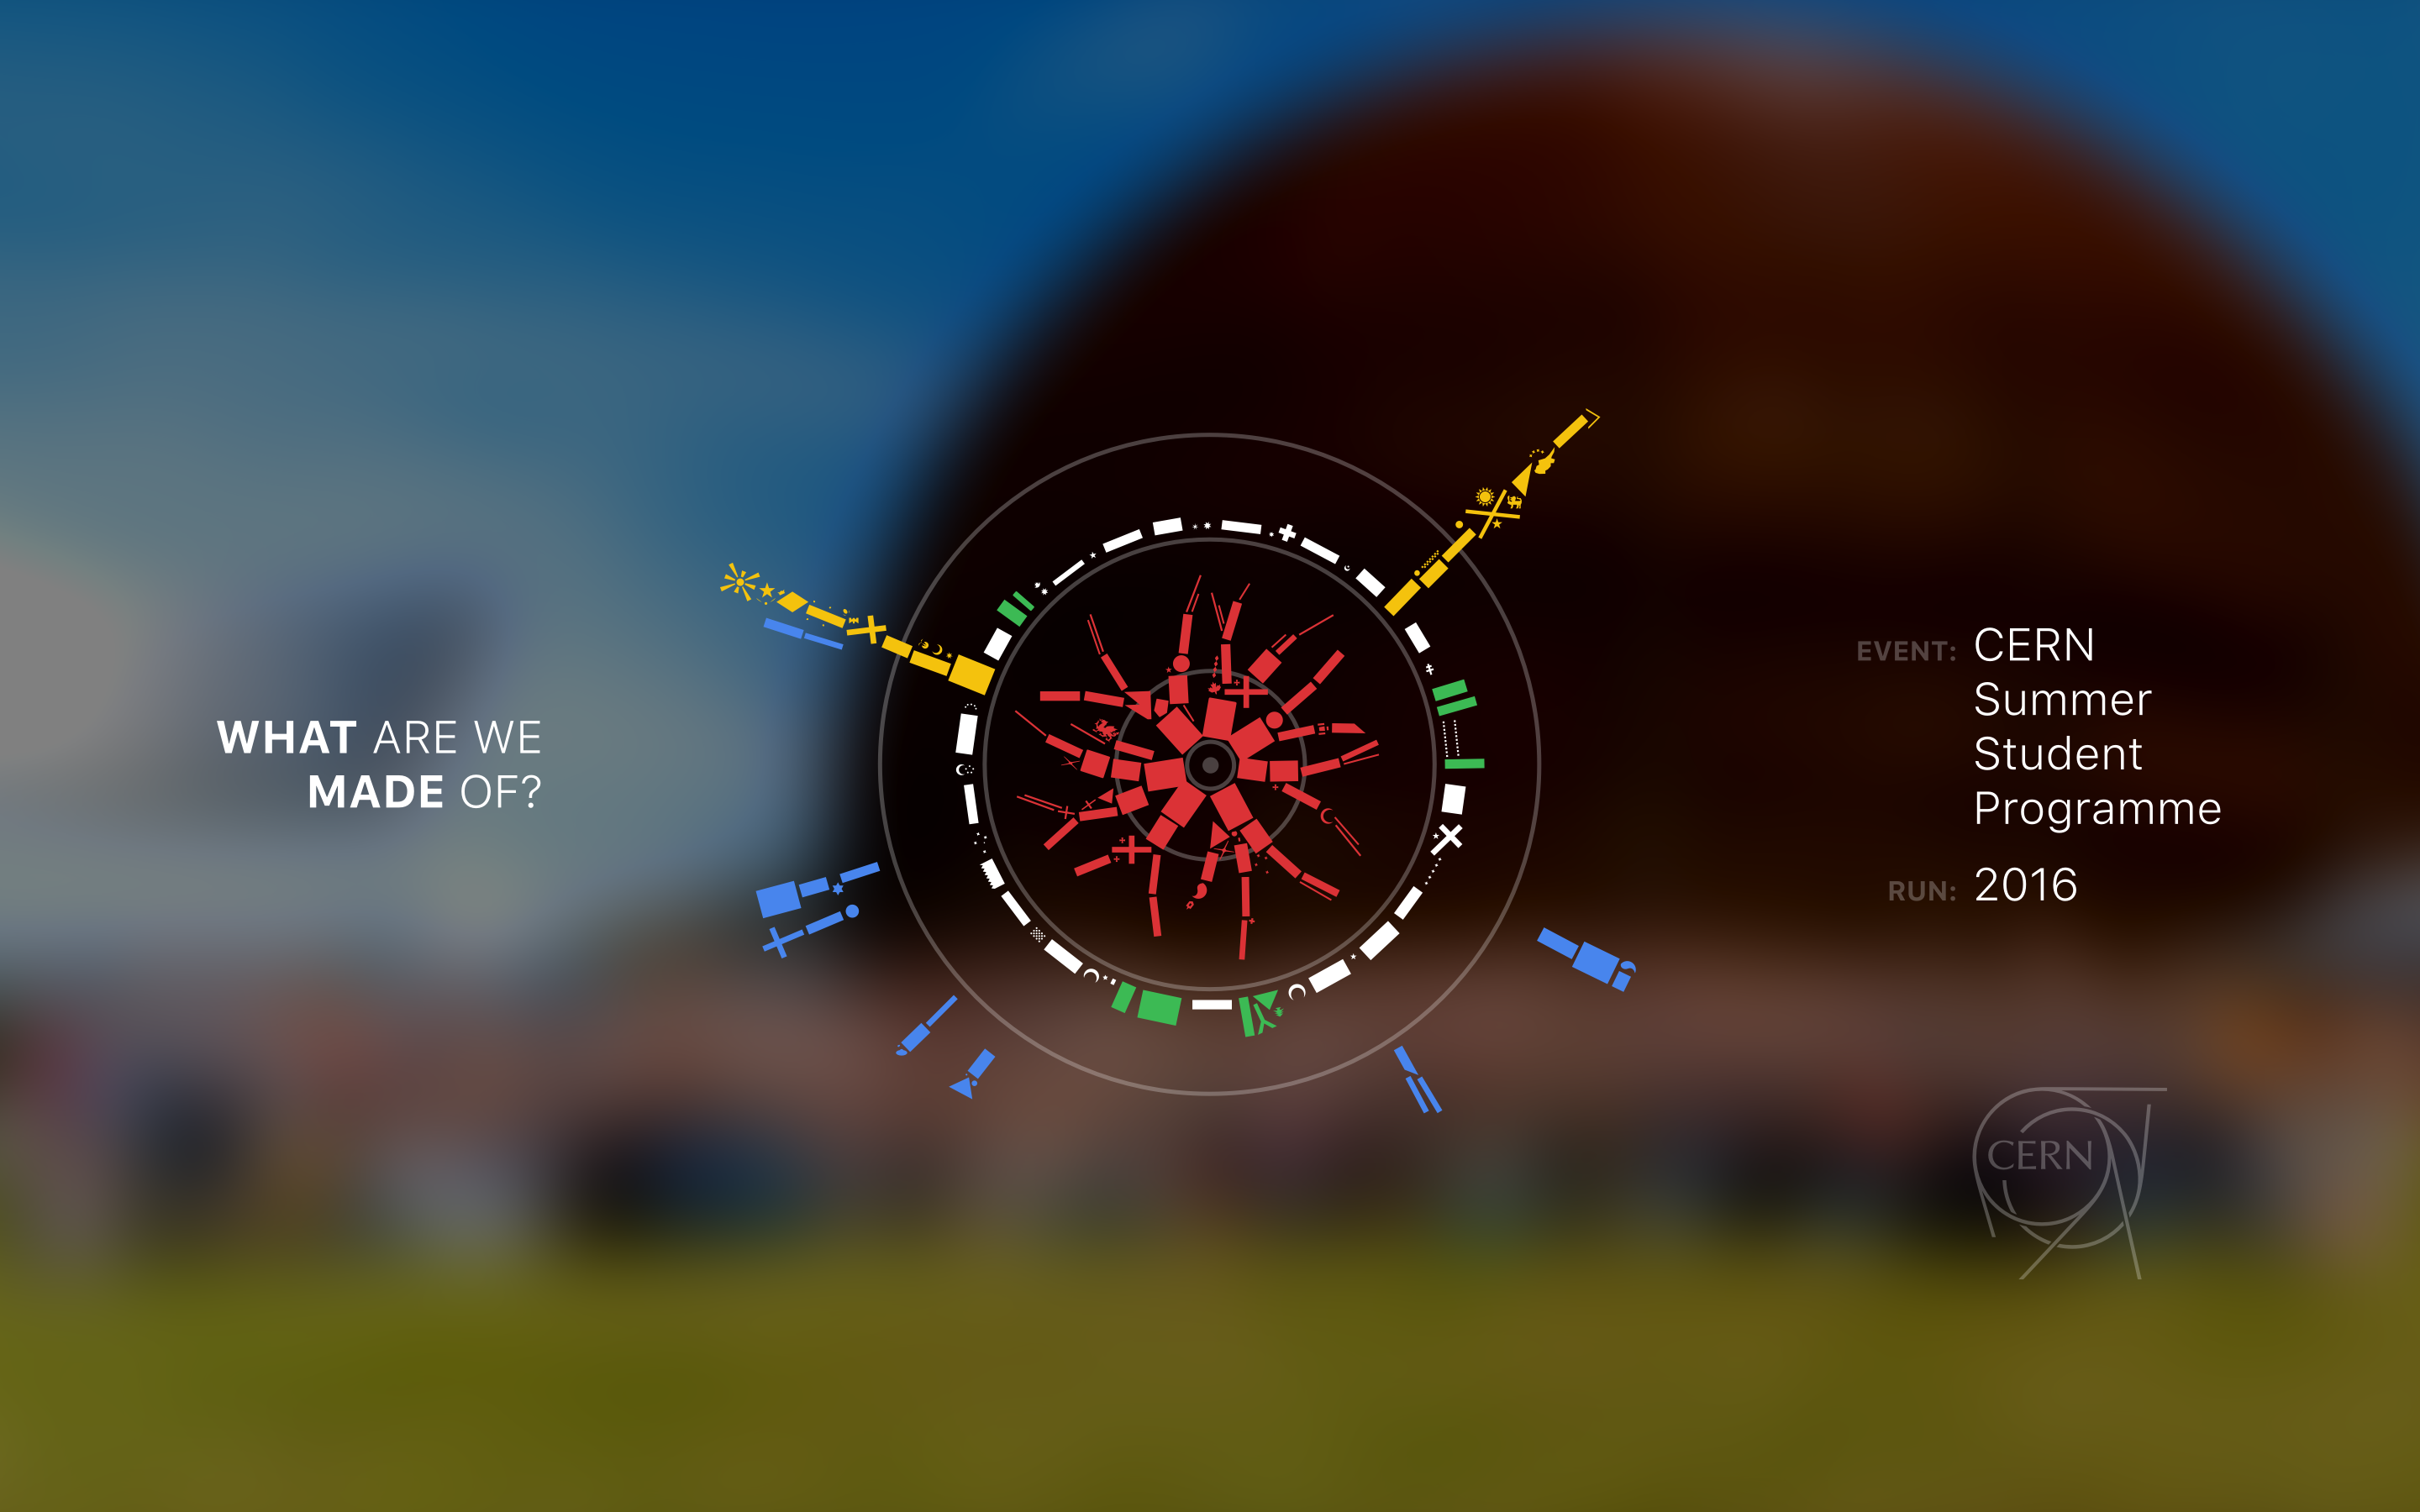 WHAT ARE WE
MADE OF?
EVENT: CERN
Summer
Student
Programme
RUN: 2016
CERN